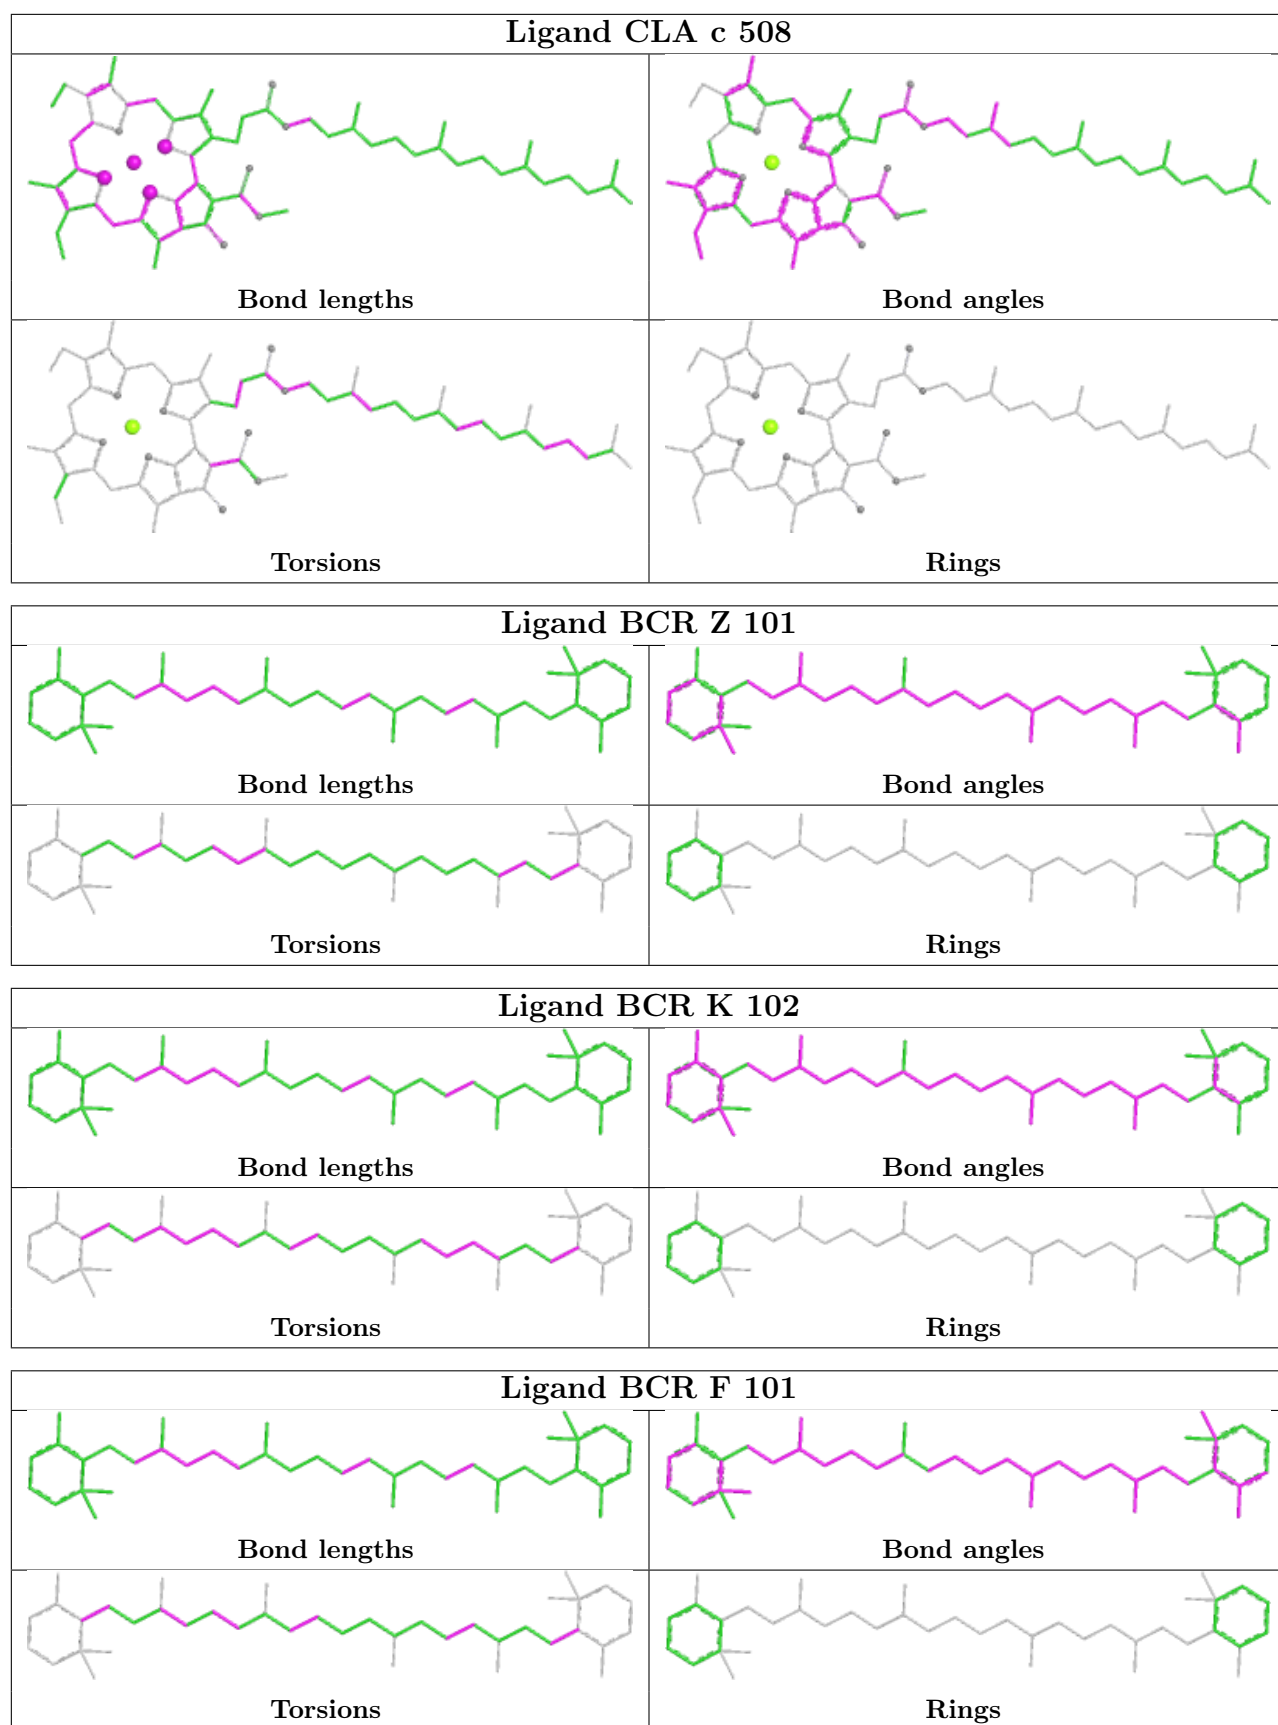 Ligand CLA c 508
Bond lengths
Bond angles
Torsions
Rings
Ligand BCR Z 101
Bond lengths
Bond angles
Torsions
Rings
Ligand BCR K 102
Bond lengths
Bond angles
Torsions
Rings
Ligand BCR F 101
Bond lengths
Bond angles
Torsions
Rings